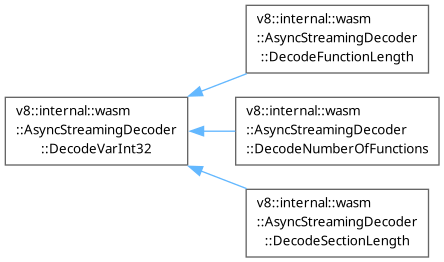 v8::internal::wasm
::AsyncStreamingDecoder
::DecodeFunctionLength
v8::internal::wasm
::AsyncStreamingDecoder
::DecodeVarInt32
v8::internal::wasm
::AsyncStreamingDecoder
::DecodeNumberOfFunctions
v8::internal::wasm
::AsyncStreamingDecoder
::DecodeSectionLength